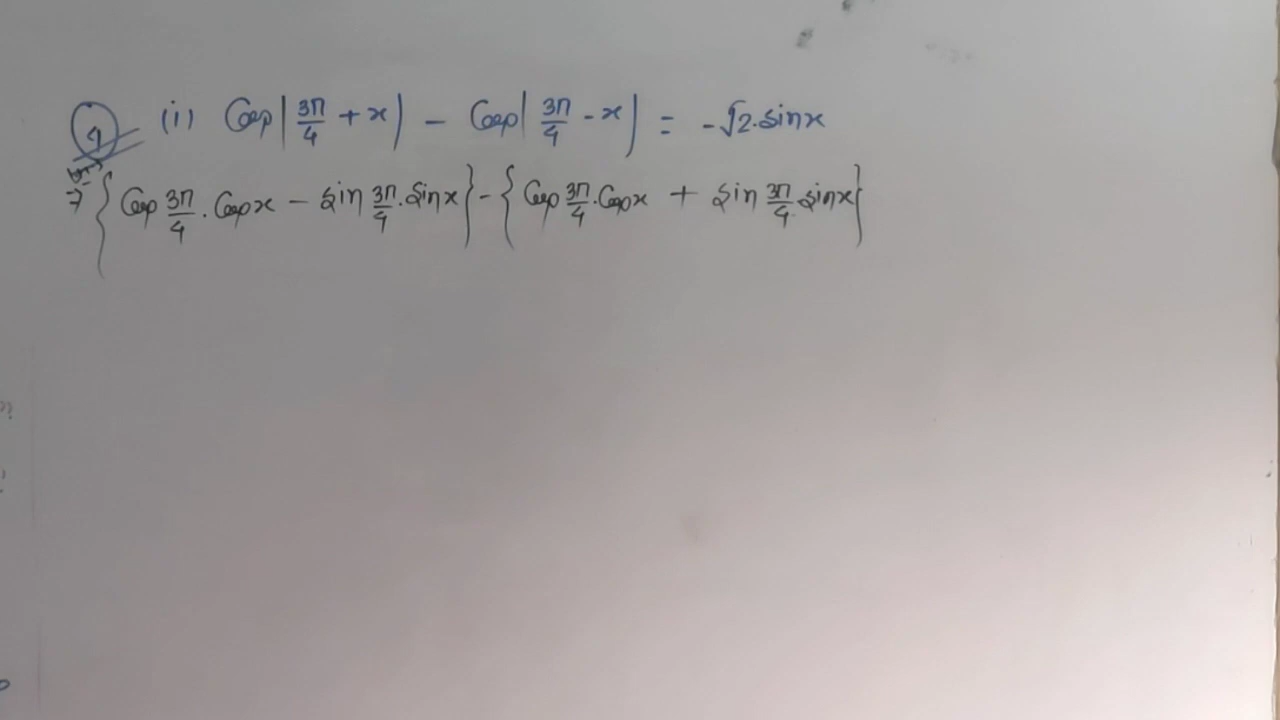 9 (i) Cos(3π/4 + x) - Cos(3π/4 - x) = -√2.sinx
⇒ {Cos 3π/4 . Cosx - sin 3π/4 . sinx} - {Cos 3π/4 . Cosx + sin 3π/4 . sinx}